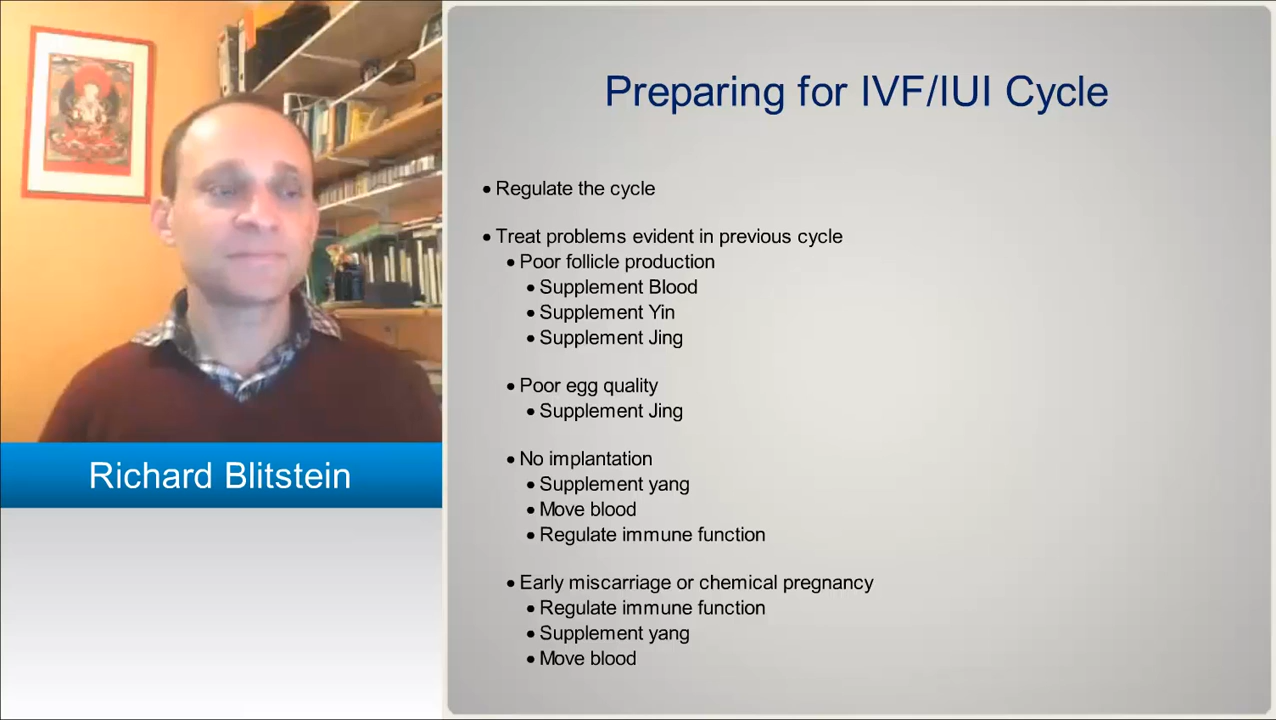 Preparing for IVF/IUI Cycle
• Regulate the cycle
• Treat problems evident in previous cycle
• Poor follicle production
• Supplement Blood
• Supplement Yin
• Supplement Jing
• Poor egg quality
• Supplement Jing
• No implantation
• Supplement yang
• Move blood
• Regulate immune function
• Early miscarriage or chemical pregnancy
• Regulate immune function
• Supplement yang
• Move blood
Richard Blitstein